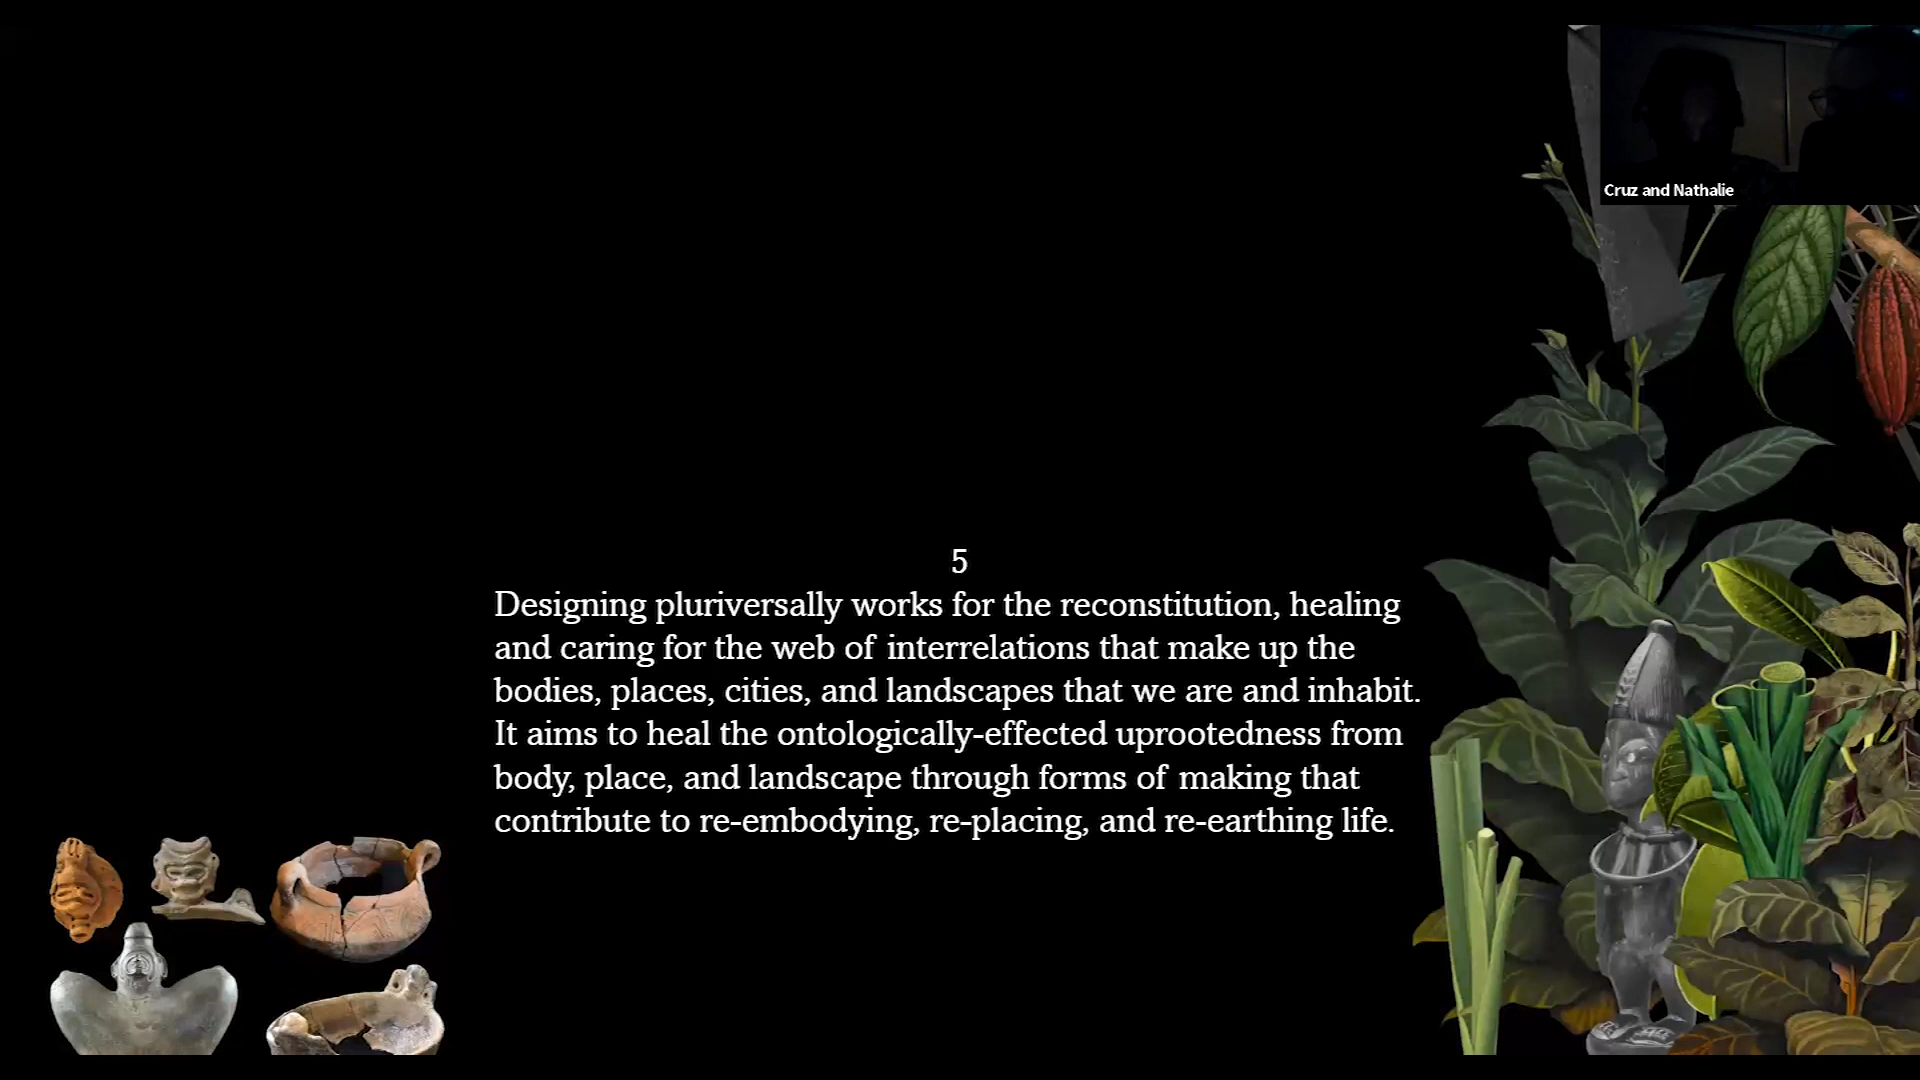 Cruz and Nathalie
5
Designing pluriversally works for the reconstitution, healing
and caring for the web of interrelations that make up the
bodies, places, cities, and landscapes that we are and inhabit.
It aims to heal the ontologically-effected uprootedness from
body, place, and landscape through forms of making that
contribute to re-embodying, re-placing, and re-earthing life.